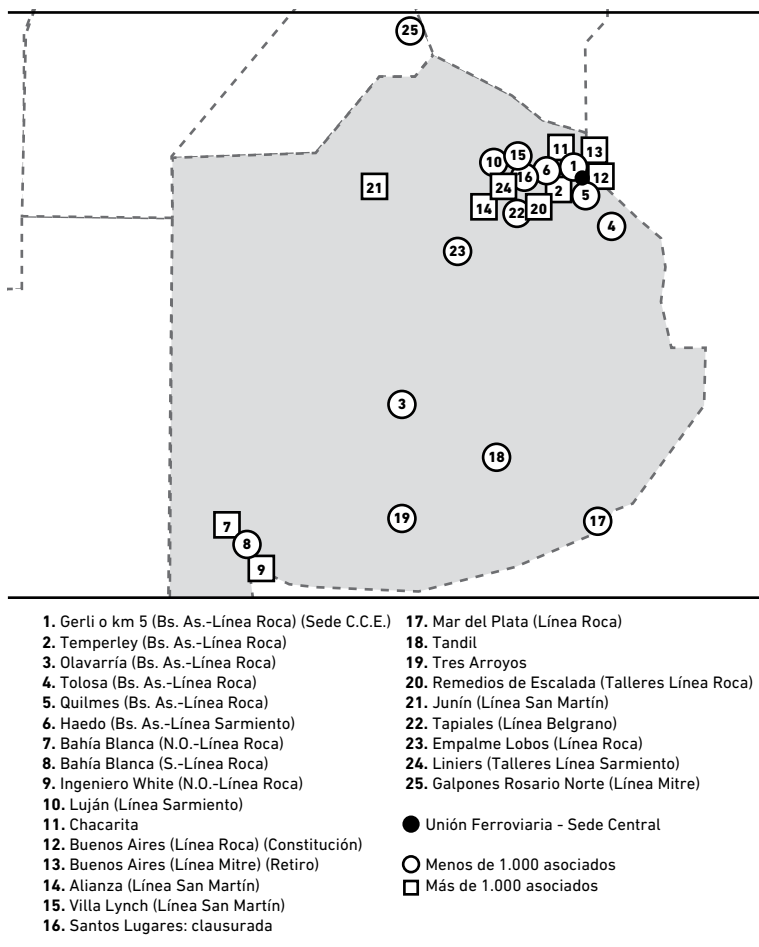 25
11
13
15
10
1
6
16
12
21
24
2
5
14
22
20
4
23
3
18
19
17
7
8
9
1. Gerli o km 5 (Bs. As.-Línea Roca) (Sede C.C.E.)
2. Temperley (Bs. As.-Línea Roca)
3. Olavarría (Bs. As.-Línea Roca)
4. Tolosa (Bs. As.-Línea Roca)
5. Quilmes (Bs. As.-Línea Roca)
6. Haedo (Bs. As.-Línea Sarmiento)
7. Bahía Blanca (N.O.-Línea Roca)
8. Bahía Blanca (S.-Línea Roca)
9. Ingeniero White (N.O.-Línea Roca)
10. Luján (Línea Sarmiento)
11. Chacarita
12. Buenos Aires (Línea Roca) (Constitución)
13. Buenos Aires (Línea Mitre) (Retiro)
14. Alianza (Línea San Martín)
15. Villa Lynch (Línea San Martín)
16. Santos Lugares: clausurada
17. Mar del Plata (Línea Roca)
18. Tandil
19. Tres Arroyos
20. Remedios de Escalada (Talleres Línea Roca)
21. Junín (Línea San Martín)
22. Tapiales (Línea Belgrano)
23. Empalme Lobos (Línea Roca)
24. Liniers (Talleres Línea Sarmiento)
25. Galpones Rosario Norte (Línea Mitre)
Unión Ferroviaria - Sede Central
Menos de 1.000 asociados
Más de 1.000 asociados